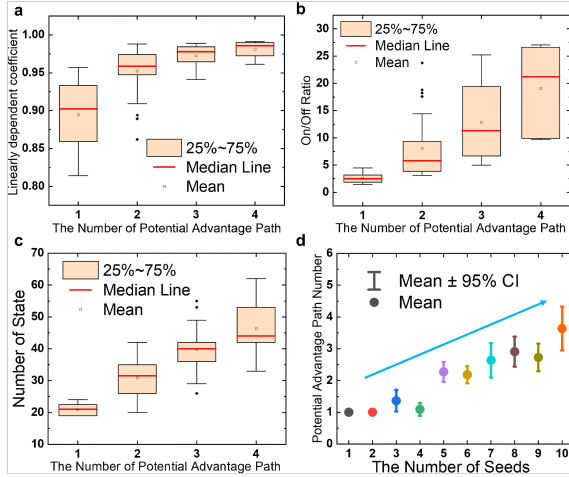 a
1.00
0.95
0.90
0.85
0.80
Linearly dependent coefficient
25%~75%
Median Line
Mean
1 2 3 4
The Number of Potential Advantage Path
b
30
25
20
15
10
5
0
On/Off Ratio
25%~75%
Median Line
Mean
1 2 3 4
The Number of Potential Advantage Path
c
70
60
50
40
30
20
10
Number of State
25%~75%
Median Line
Mean
1 2 3 4
The Number of Potential Advantage Path
d
6
5
4
3
2
1
0
Potential Advantage Path Number
Mean ± 95% CI
Mean
1 2 3 4 5 6 7 8 9 10
The Number of Seeds